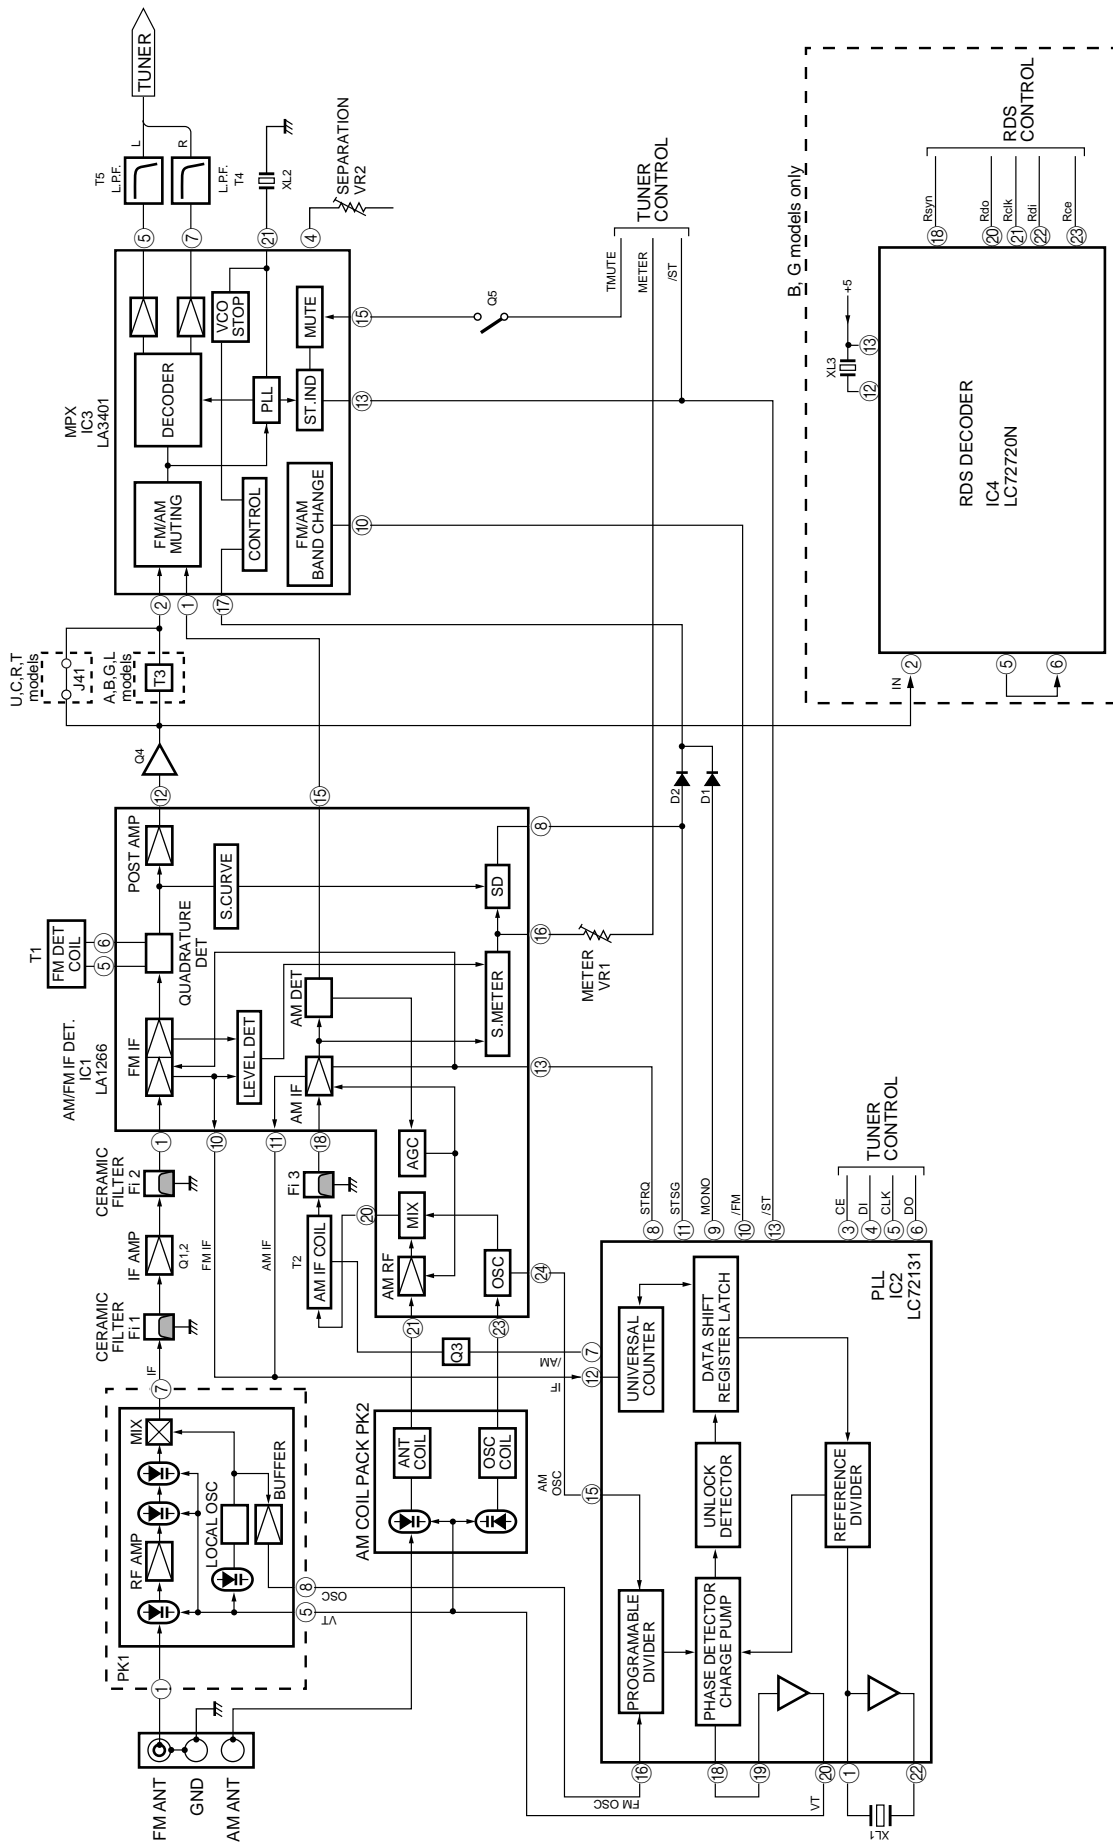 FM ANT
GND
AM ANT
PK1
1
RF AMP
LOCAL OSC
MIX
BUFFER
5
VT
8
OSC
7
IF
CERAMIC
FILTER
Fi 1
IF AMP
Q1,2
CERAMIC
FILTER
Fi 2
FM IF
AM IF
T2
AM IF COIL
Fi 3
Q3
AM COIL PACK PK2
ANT
COIL
OSC
COIL
AM/FM IF DET.
IC1
LA1266
1
10
11
18
20
21
23
24
FM IF
LEVEL DET
AM IF
AM DET
AGC
MIX
AM RF
OSC
QUADRATURE
DET
T1
FM DET
COIL
5
6
POST AMP
S.CURVE
S.METER
SD
12
15
8
16
13
METER
VR1
Q4
U,C,R,T
models
J41
A,B,G,L
models
T3
MPX
IC3
LA3401
2
1
17
FM/AM
MUTING
DECODER
CONTROL
VCO
STOP
PLL
FM/AM
BAND CHANGE
ST.IND
MUTE
10
13
15
5
7
21
4
T5
L.P.F.
L
L.P.F.
T4
R
TUNER
XL2
SEPARATION
VR2
Q5
TMUTE
METER
/ST
TUNER
CONTROL
D2
D1
PLL
IC2
LC72131
STRQ
8
STSG
11
MONO
9
/FM
10
/ST
13
CE
3
DI
4
CLK
5
DO
6
TUNER
CONTROL
/AM
7
IF
12
AM
OSC
15
UNIVERSAL
COUNTER
DATA SHIFT
REGISTER LATCH
UNLOCK
DETECTOR
REFERENCE
DIVIDER
PROGRAMABLE
DIVIDER
PHASE DETECTOR
CHARGE PUMP
FM OSC
16
18
19
VT
20
1
22
XL1
B, G models only
RDS DECODER
IC4
LC72720N
IN
2
5
6
XL3
+5
12
13
Rsyn
18
Rdo
20
Rclk
21
Rdi
22
Rce
23
RDS
CONTROL